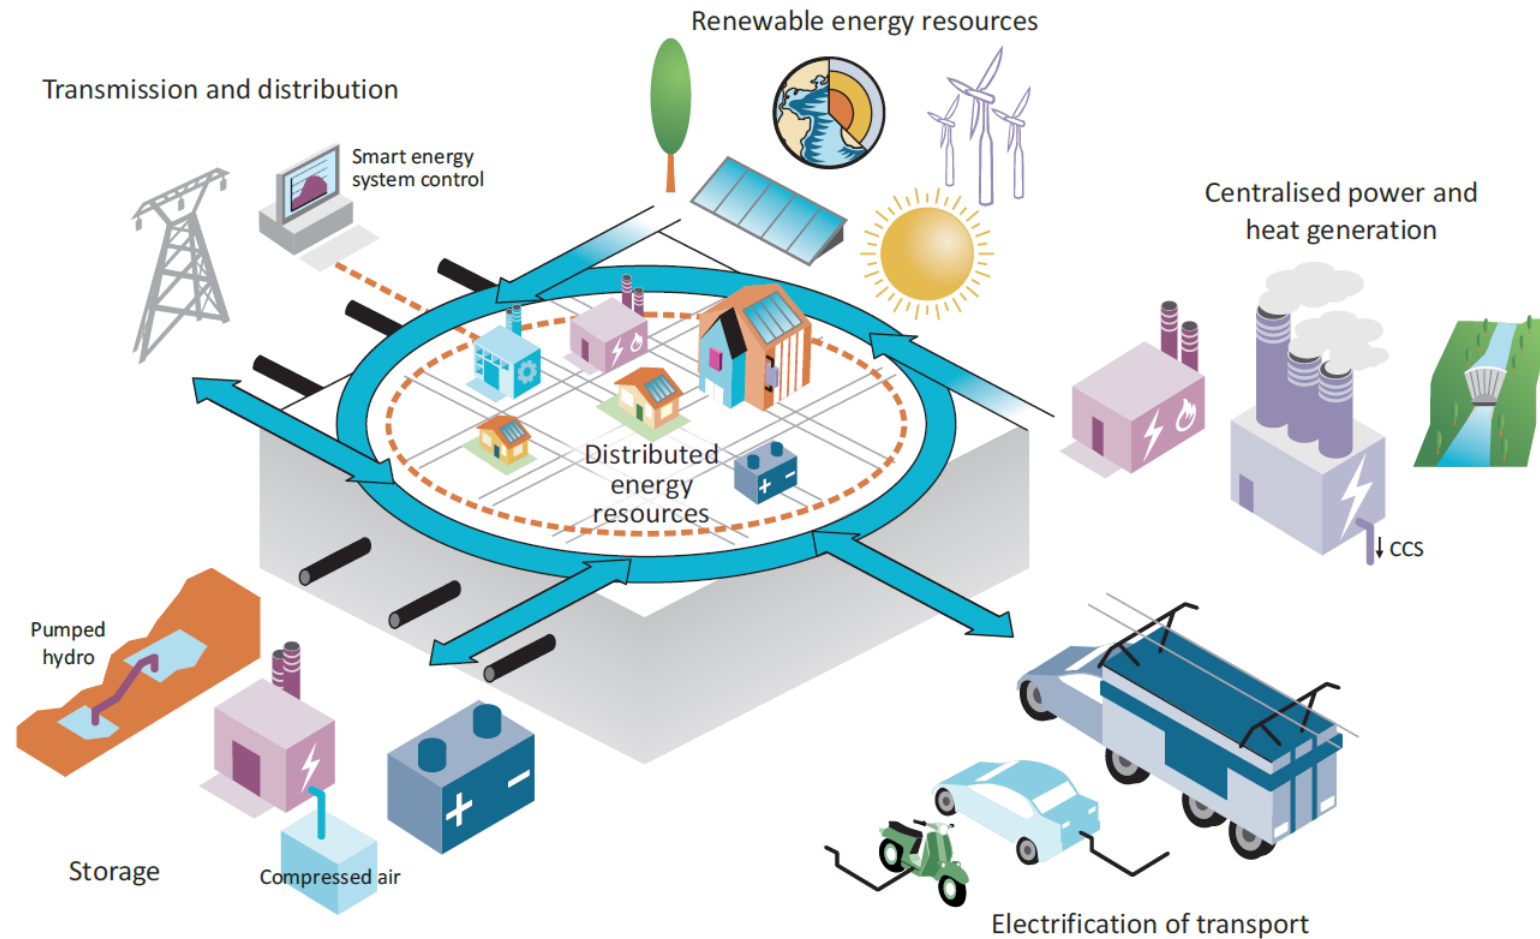 Renewable energy resources
Transmission and distribution
Smart energy
system control
Centralised power and
heat generation
Distributed
energy
resources
CCS
Pumped
hydro
Storage
Compressed air
Electrification of transport